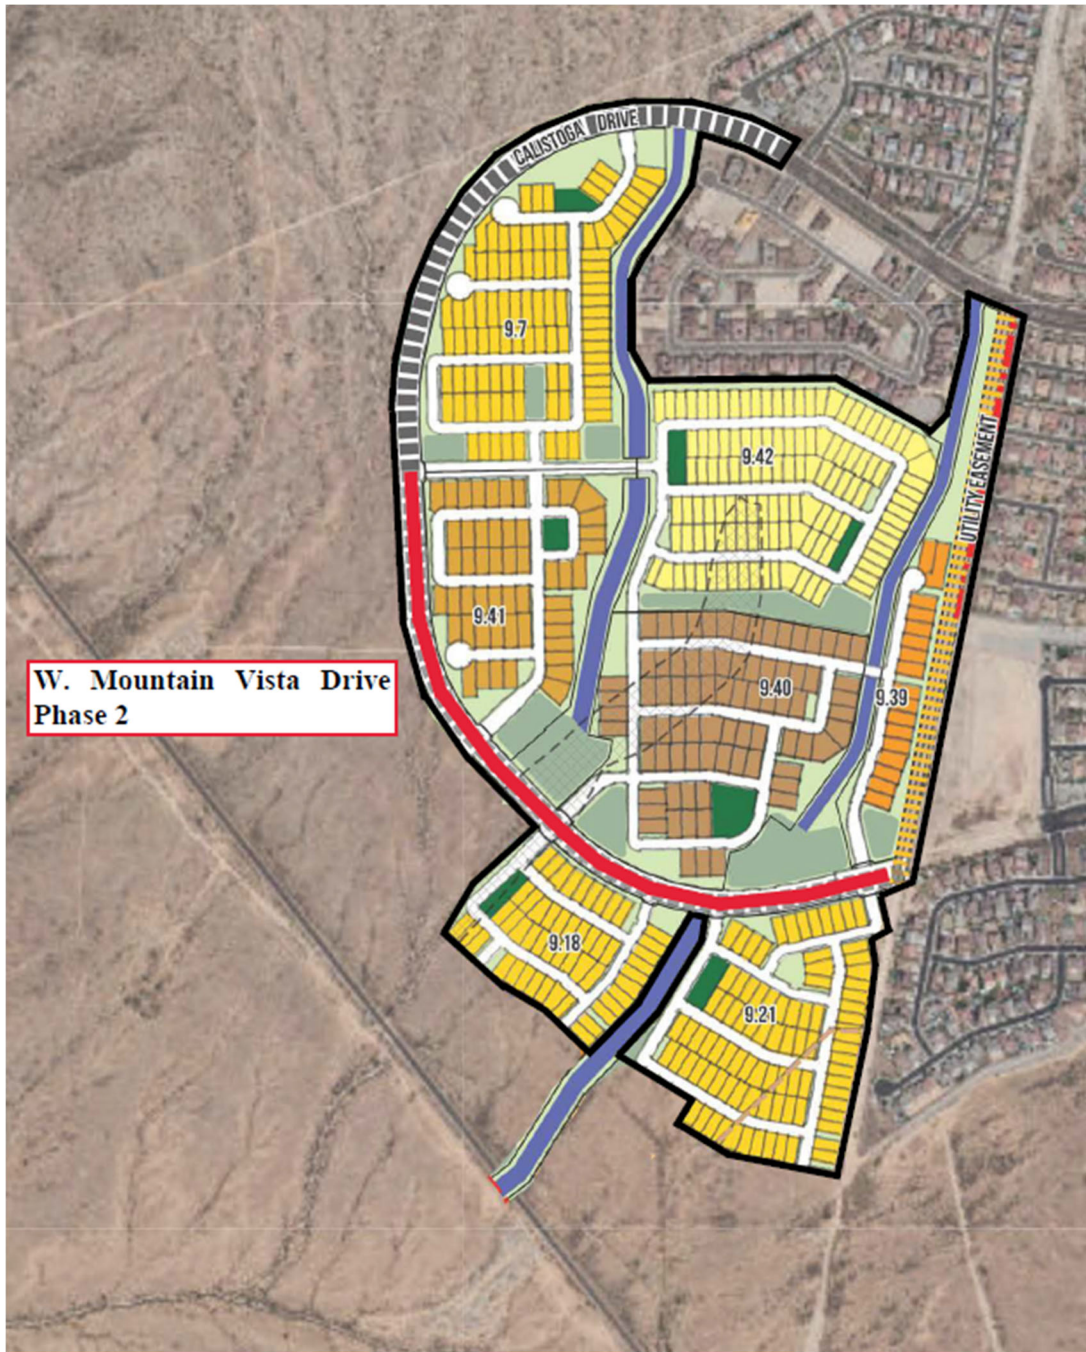 CALISTOGA DRIVE
9.7
9.42
UTILITY EASEMENT
9.41
W. Mountain Vista Drive
Phase 2
9.40
9.39
9.18
9.21